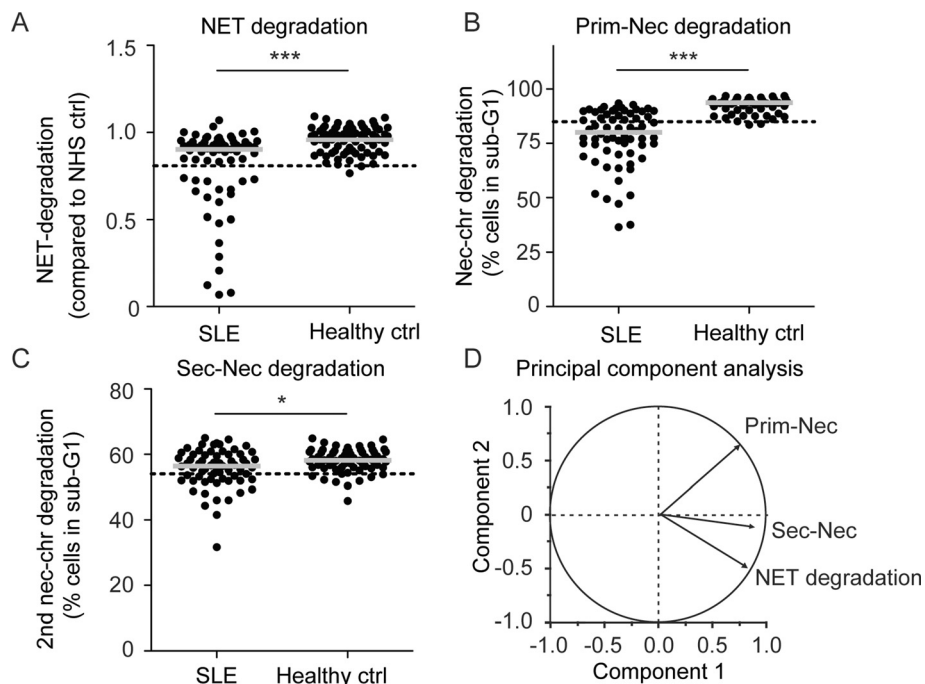 A
NET degradation
1.5
***
1.0
0.5
0
NET-degradation
(compared to NHS ctrl)
SLE
Healthy ctrl
B
Prim-Nec degradation
***
100
75
50
25
0
Nec-chr degradation
(% cells in sub-G1)
SLE
Healthy ctrl
C
Sec-Nec degradation
80
*
60
40
20
0
2nd nec-chr degradation
(% cells in sub-G1)
SLE
Healthy ctrl
D
Principal component analysis
1.0
0.5
0
-0.5
-1.0
Component 2
Prim-Nec
Sec-Nec
NET degradation
-1.0
-0.5
0.0
0.5
1.0
Component 1